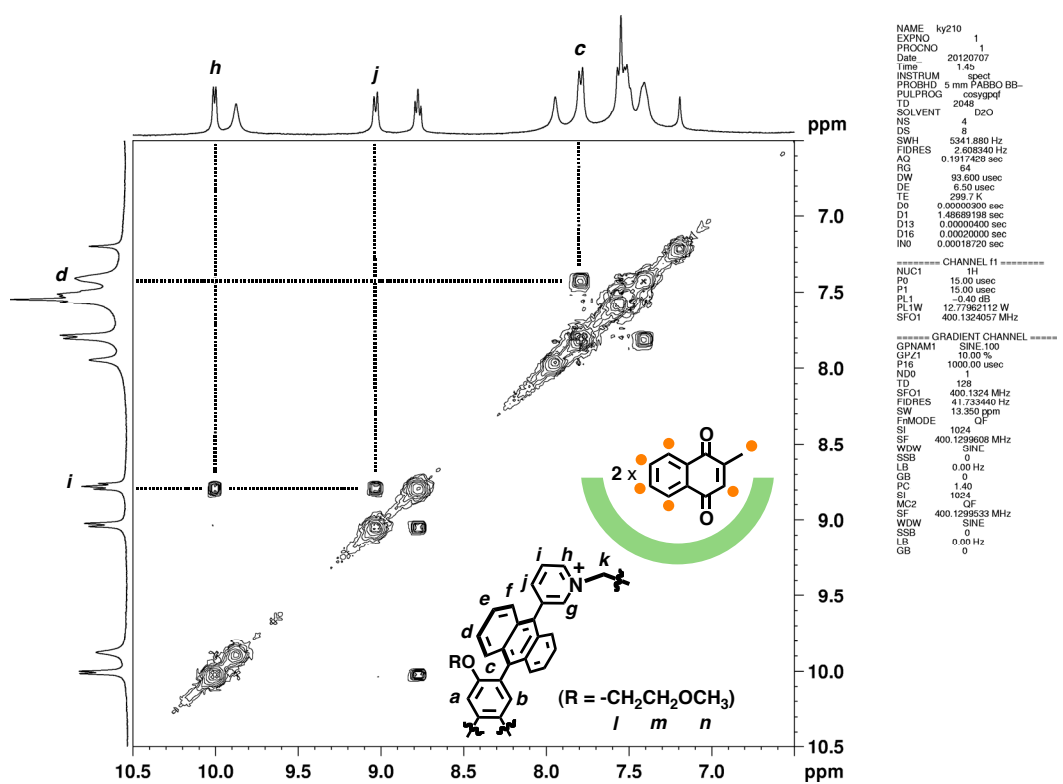 h
j
c
ppm
d
i
7.0
7.5
8.0
8.5
9.0
9.5
10.0
10.5
10.5 10.0 9.5 9.0 8.5 8.0 7.5 7.0 ppm
2 x
O
O
i h k
+
j N
f g
e
d
RO c
a b
(R = -CH2CH2OCH3)
l m n
NAME ky210
EXPNO 1
PROCNO 1
Date_ 20120707
Time 1.45
INSTRUM spect
PROBHD 5 mm PABBO BB-
PULPROG cosygpqf
TD 2048
SOLVENT D2O
NS 4
DS 8
SWH 5341.880 Hz
FIDRES 2.608340 Hz
AQ 0.1917428 sec
RG 64
DW 93.600 usec
DE 6.50 usec
TE 299.7 K
D0 0.00000300 sec
D1 1.48689198 sec
D13 0.00000400 sec
D16 0.00020000 sec
IN0 0.00018720 sec
======== CHANNEL f1 ========
NUC1 1H
P0 15.00 usec
P1 15.00 usec
PL1 -0.40 dB
PL1W 12.77962112 W
SFO1 400.1324057 MHz
====== GRADIENT CHANNEL =====
GPNAM1 SINE.100
GPZ1 10.00 %
P16 1000.00 usec
ND0 1
TD 128
SFO1 400.1324 MHz
FIDRES 41.733440 Hz
SW 13.350 ppm
FnMODE QF
SI 1024
SF 400.1299608 MHz
WDW SINE
SSB 0
LB 0.00 Hz
GB 0
PC 1.40
SI 1024
MC2 QF
SF 400.1299533 MHz
WDW SINE
SSB 0
LB 0.00 Hz
GB 0